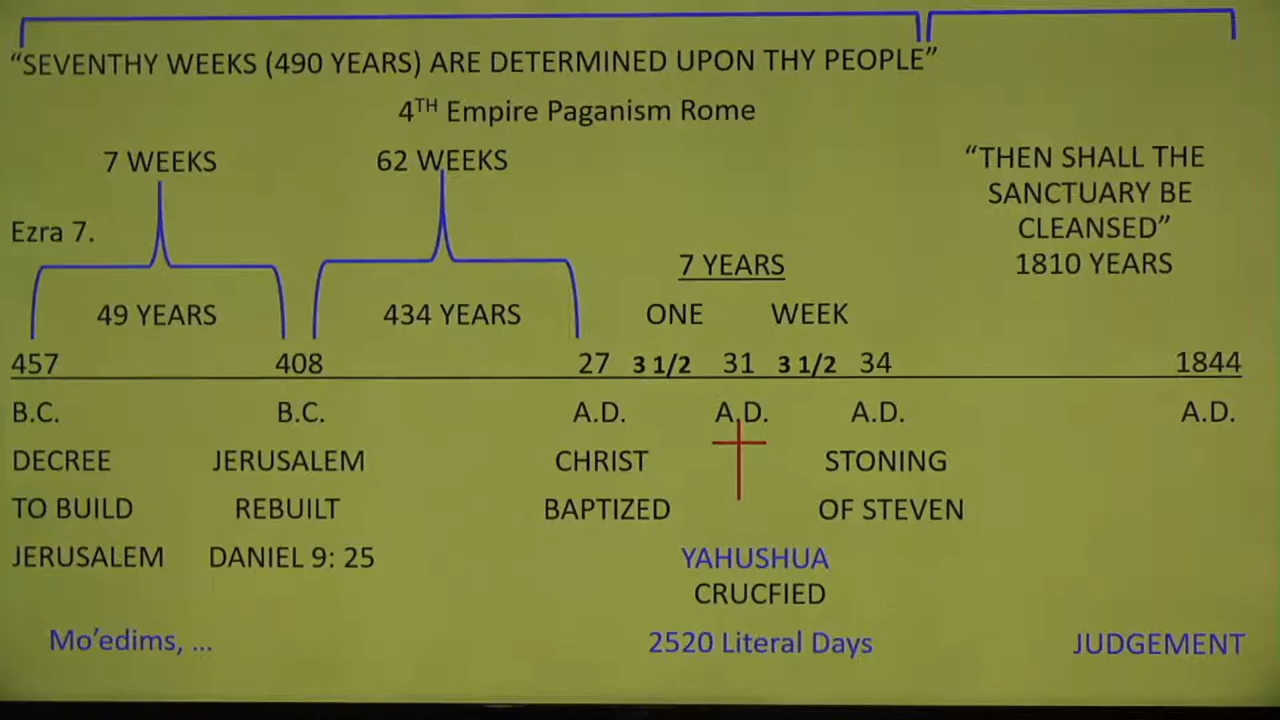 “SEVENTHY WEEKS (490 YEARS) ARE DETERMINED UPON THY PEOPLE”
4TH Empire Paganism Rome
7 WEEKS 62 WEEKS
“THEN SHALL THE
SANCTUARY BE
CLEANSED”
1810 YEARS
Ezra 7.
7 YEARS
49 YEARS 434 YEARS ONE WEEK
457 408 27 3 1/2 31 3 1/2 34 1844
B.C. B.C. A.D. A.D. A.D. A.D.
DECREE JERUSALEM CHRIST STONING
TO BUILD REBUILT BAPTIZED OF STEVEN
JERUSALEM DANIEL 9: 25 YAHUSHUA
CRUCFIED
Mo’edims, ... 2520 Literal Days JUDGEMENT